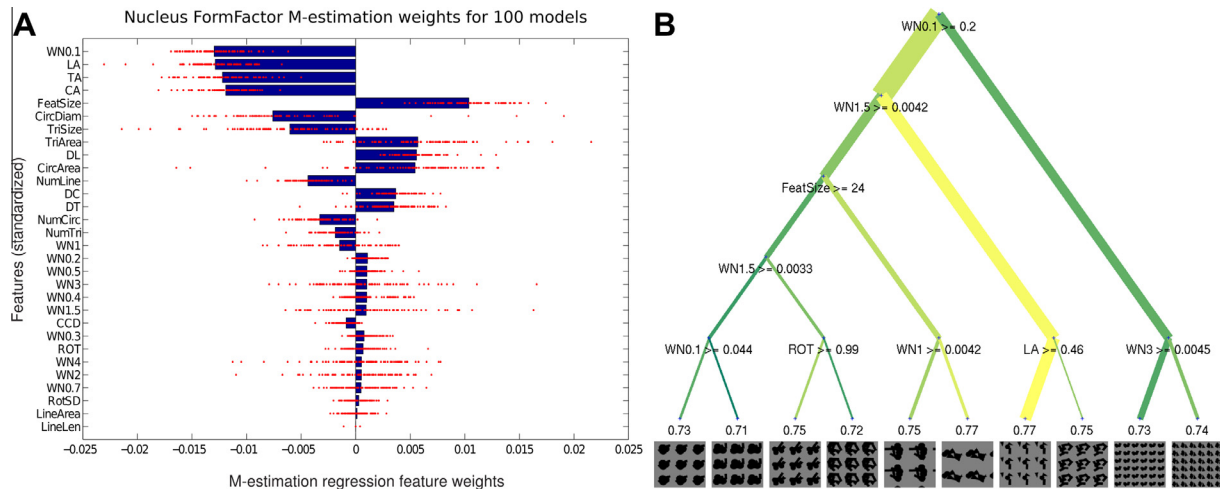 A
Nucleus FormFactor M-estimation weights for 100 models
Features (standardized)
WN0.1
LA
TA
CA
FeatSize
CircDiam
TriSize
TriArea
DL
CircArea
NumLine
DC
DT
NumCirc
NumTri
WN1
WN0.2
WN0.5
WN3
WN0.4
WN1.5
CCD
WN0.3
ROT
WN4
WN2
WN0.7
RotSD
LineArea
LineLen
−0.025 −0.02 −0.015 −0.01 −0.005 0 0.005 0.01 0.015 0.02 0.025
M-estimation regression feature weights
B
WN0.1 >= 0.2
WN1.5 >= 0.0042
FeatSize >= 24
WN1.5 >= 0.0033
WN0.1 >= 0.044 ROT >= 0.99 WN1 >= 0.0042 LA >= 0.46 WN3 >= 0.0045
0.73 0.71 0.75 0.72 0.75 0.77 0.77 0.75 0.73 0.74